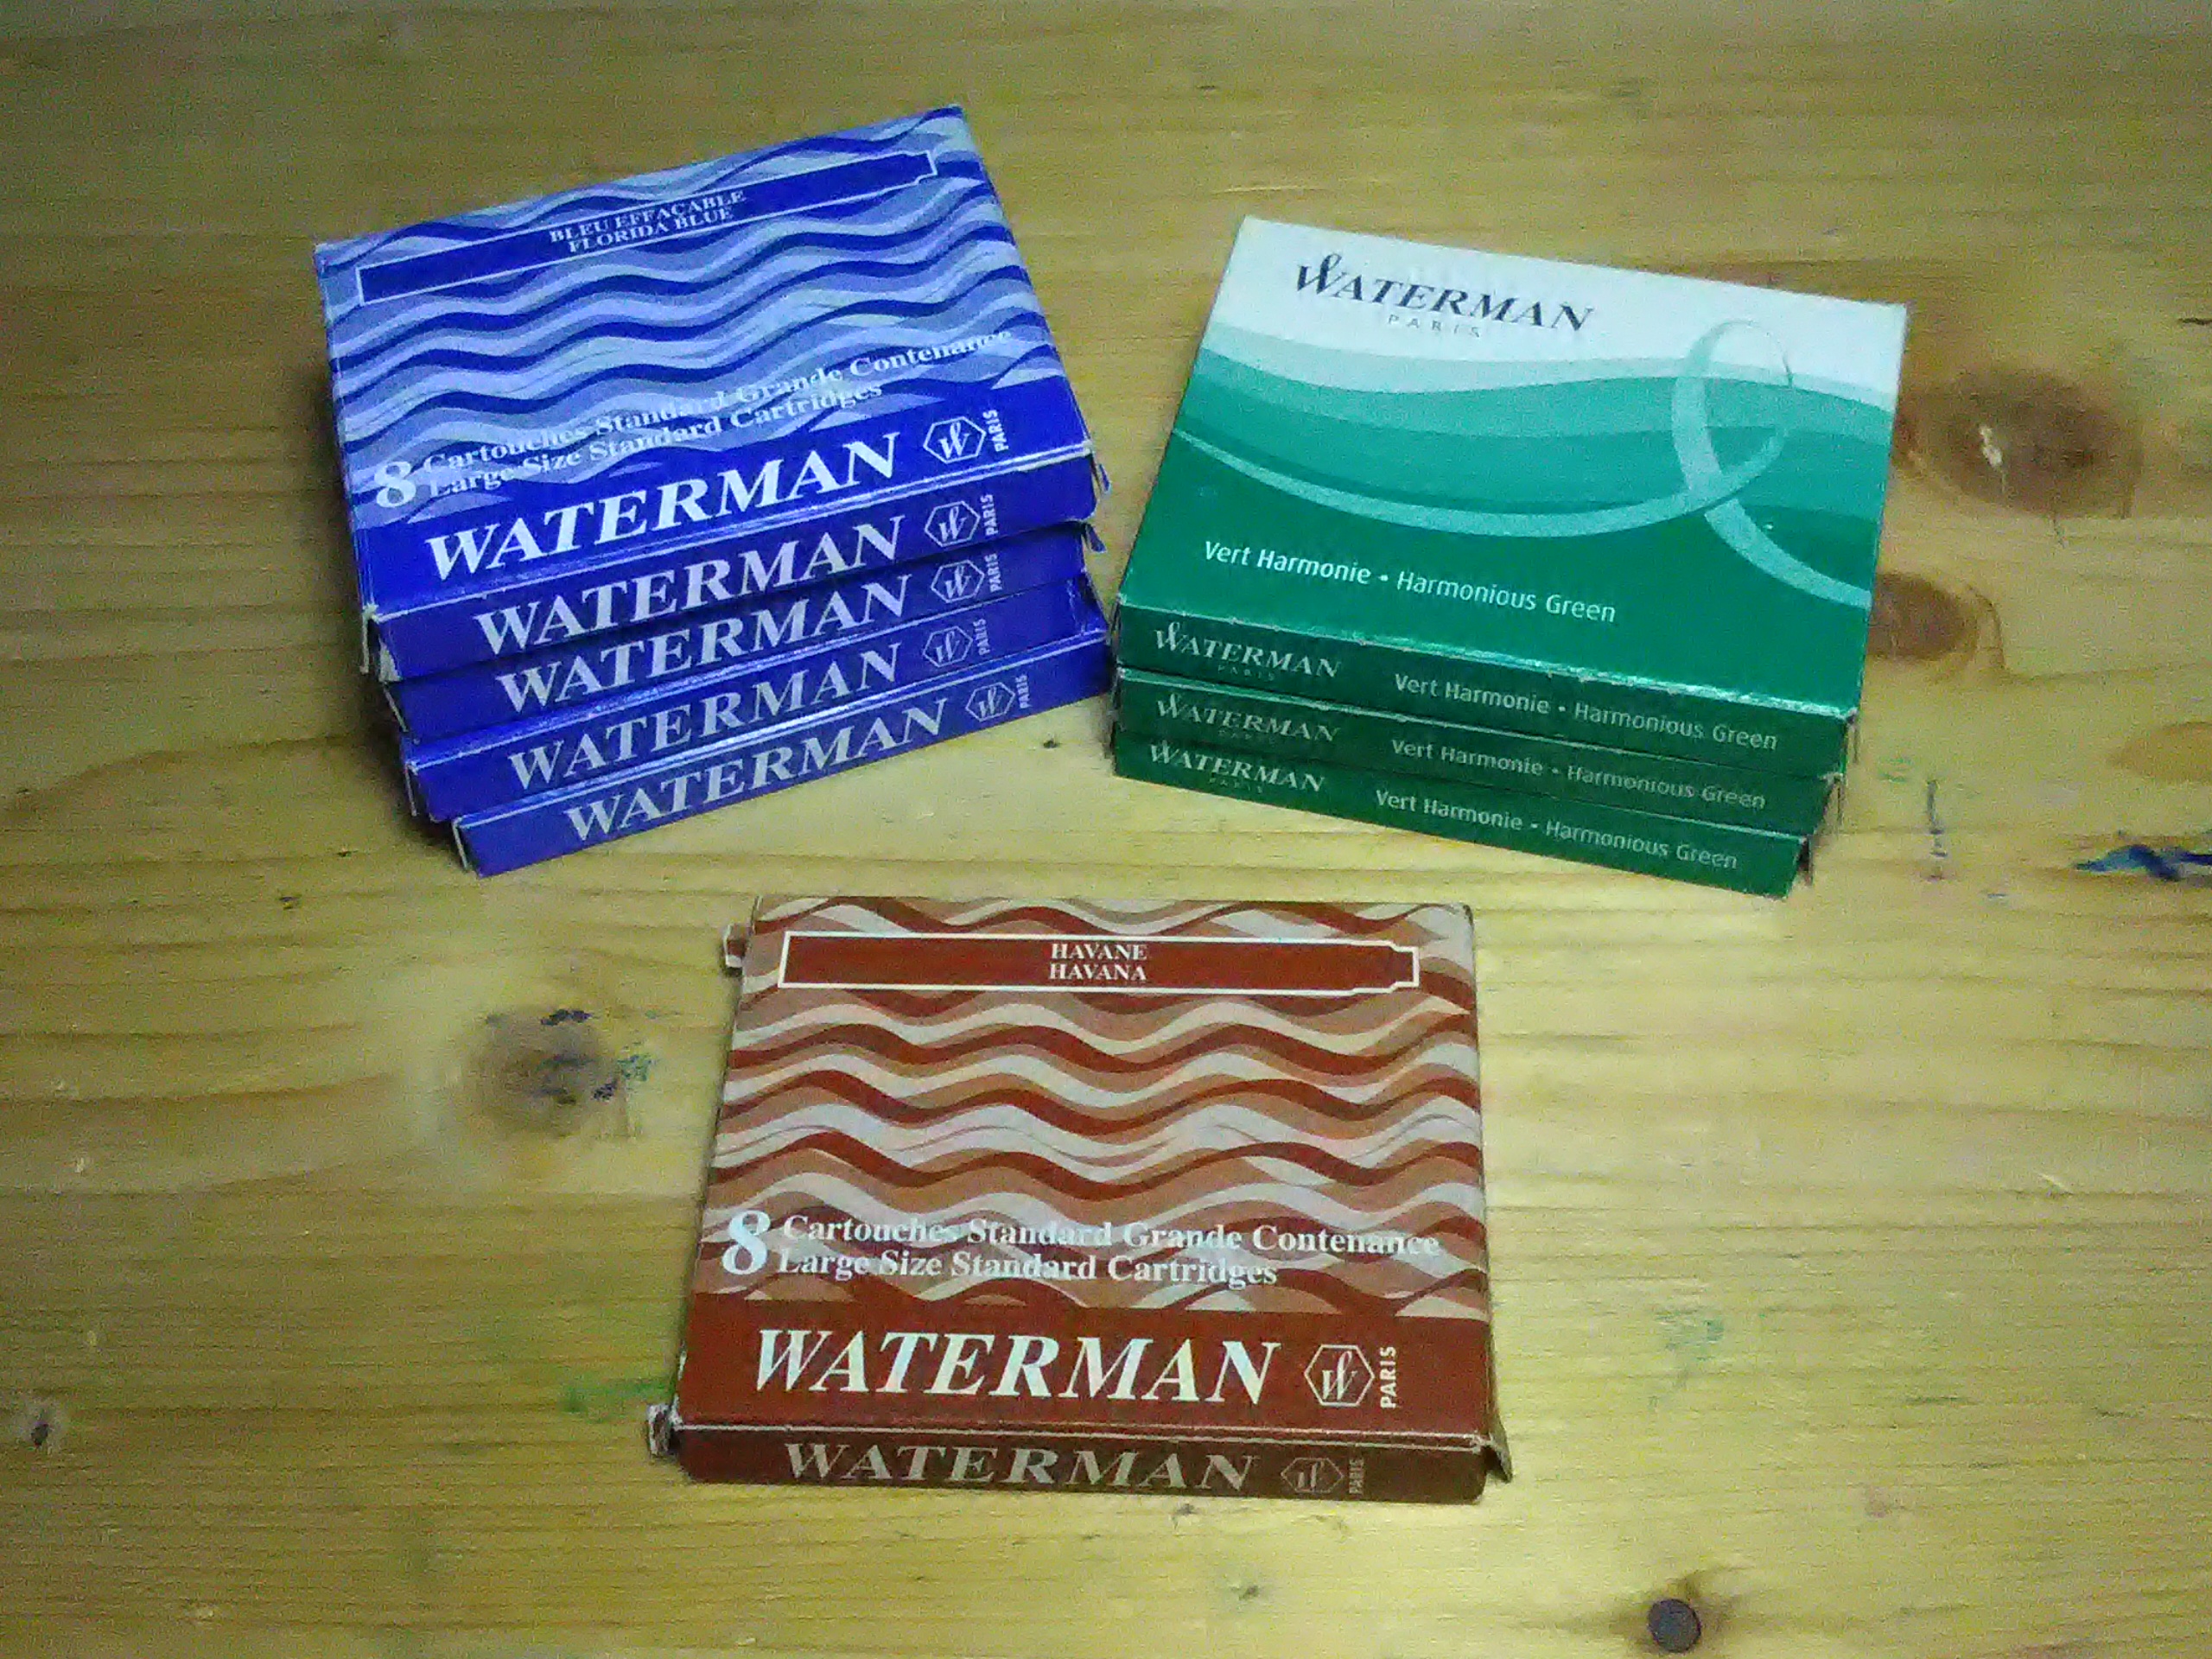 BLEU EFFAÇABLE
FLORIDA BLUE
8 Cartouches Standard Grande Contenance
Large Size Standard Cartridges
WATERMAN W PARIS
WATERMAN W PARIS
WATERMAN W PARIS
WATERMAN W PARIS
WATERMAN W PARIS
WATERMAN
PARIS
Vert Harmonie • Harmonious Green
WATERMAN Vert Harmonie • Harmonious Green
PARIS
WATERMAN Vert Harmonie • Harmonious Green
PARIS
WATERMAN Vert Harmonie • Harmonious Green
PARIS
HAVANE
HAVANA
8 Cartouches Standard Grande Contenance
Large Size Standard Cartridges
WATERMAN W PARIS
WATERMAN W PARIS